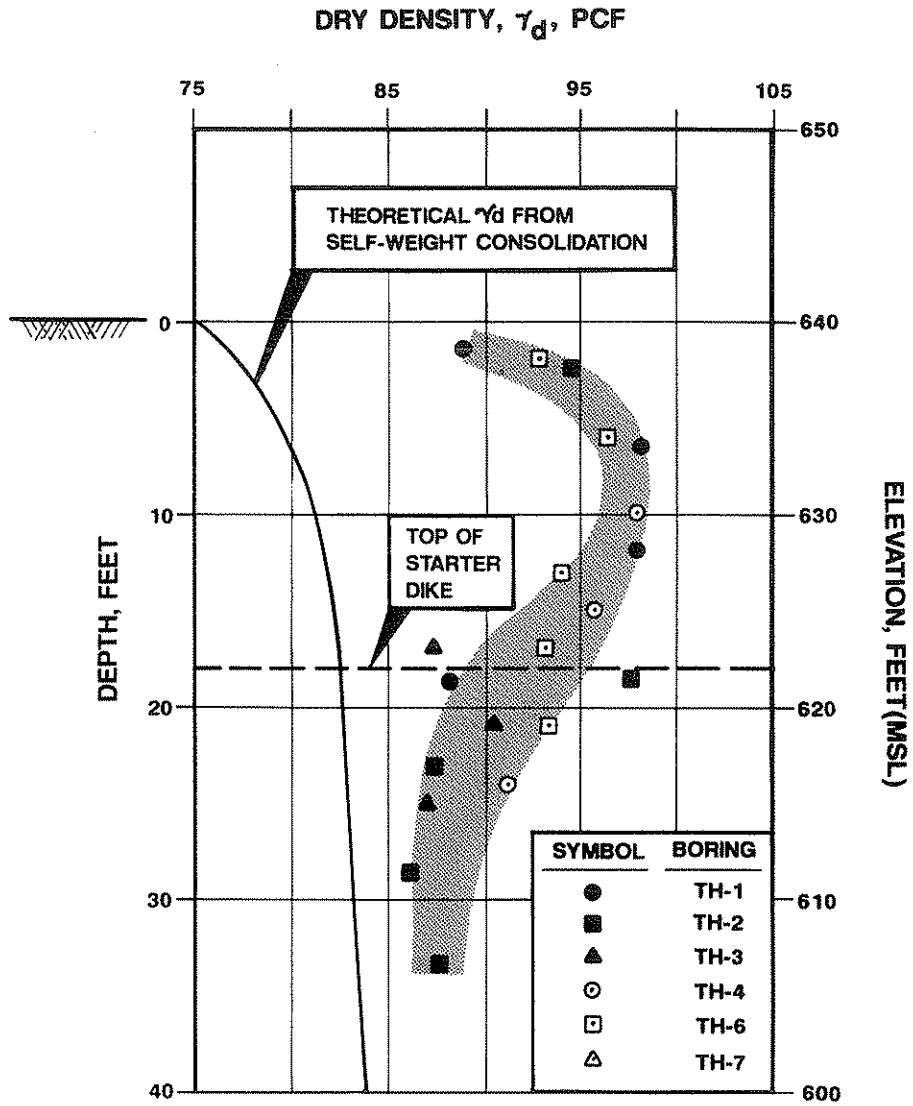 DRY DENSITY, γd, PCF
75 85 95 105
650
THEORETICAL γd FROM
SELF-WEIGHT CONSOLIDATION
0 640
10 630
TOP OF
STARTER
DIKE
DEPTH, FEET
ELEVATION, FEET(MSL)
20 620
SYMBOL BORING
TH-1
30 610
TH-2
TH-3
TH-4
TH-6
TH-7
40 600